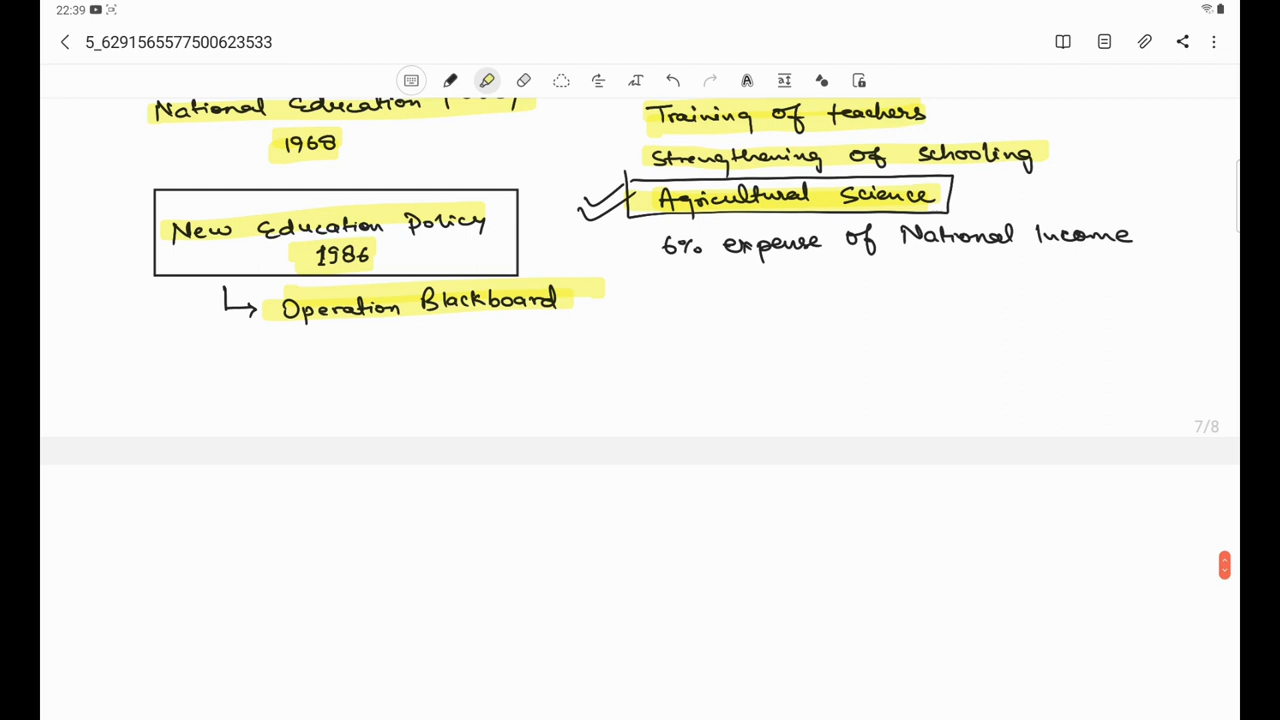 22:39
5_6291565577500623533
National Education
1968
New Education Policy
1986
Operation Blackboard
Training of teachers
Strengthening of schooling
Agricultural Science
6% expense of National Income
7/8